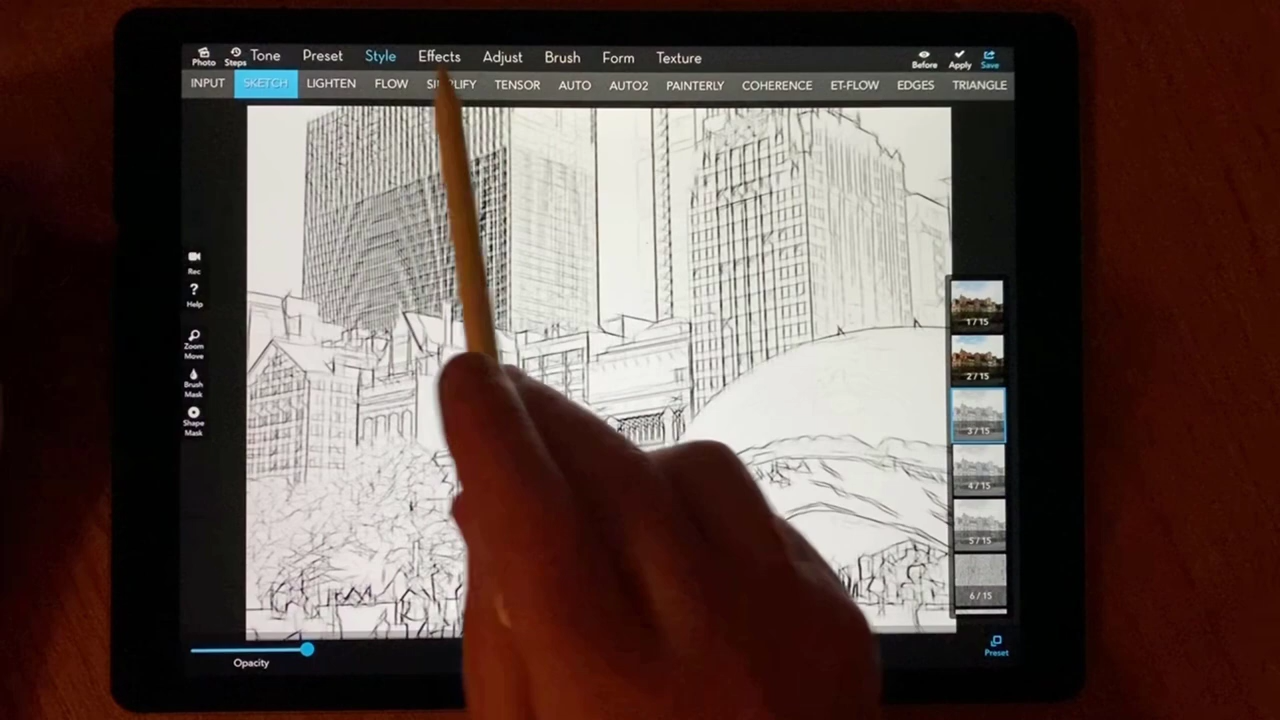 Photo Steps Tone Preset Style Effects Adjust Brush Form Texture Before Apply Save
INPUT SKETCH LIGHTEN FLOW SIMPLIFY TENSOR AUTO AUTO2 PAINTERLY COHERENCE ET-FLOW EDGES TRIANGLE
Rec
Help
Zoom
Move
Brush
Mask
Shape
Mask
1/15
2/15
3/15
4/15
5/15
6/15
Opacity
Preset